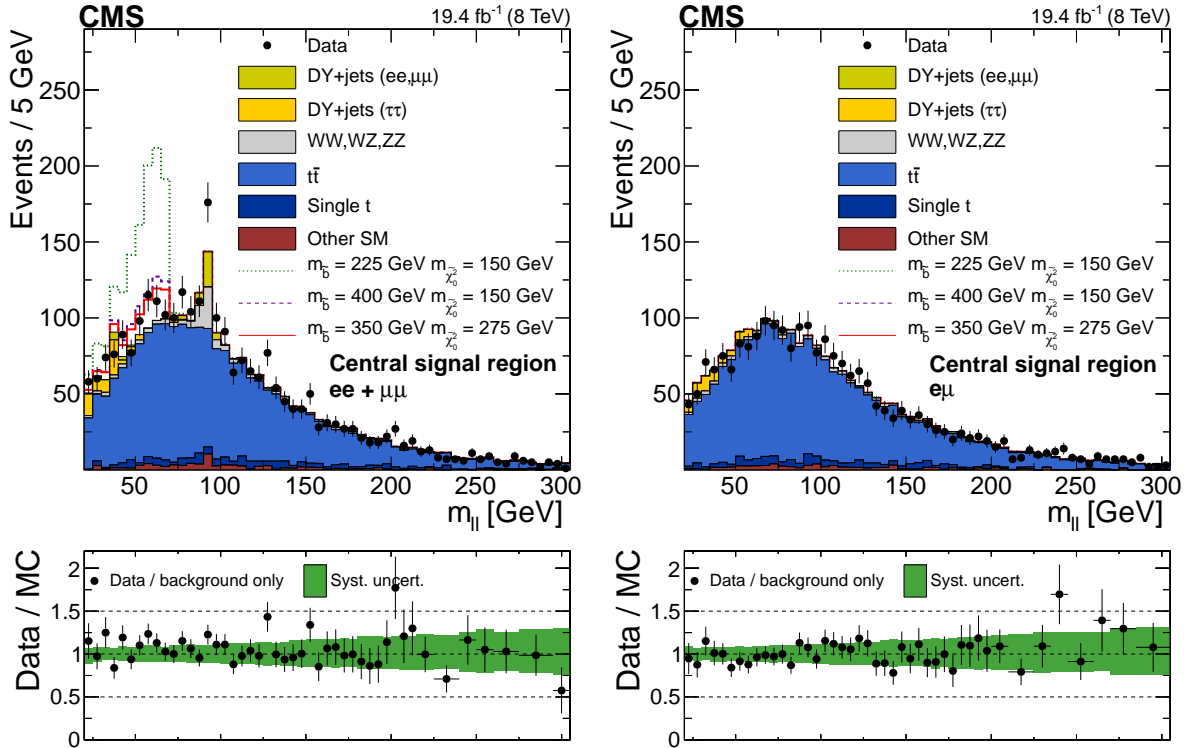 CMS 19.4 fb⁻¹ (8 TeV)
Events / 5 GeV
250
200
150
100
50
Data
DY+jets (ee,μμ)
DY+jets (ττ)
WW,WZ,ZZ
tt̄
Single t
Other SM
m_b̃ = 225 GeV m_χ̃⁰₂ = 150 GeV
m_b̃ = 400 GeV m_χ̃⁰₂ = 150 GeV
m_b̃ = 350 GeV m_χ̃⁰₂ = 275 GeV
Central signal region
ee + μμ
50 100 150 200 250 300
m_ll [GeV]
Data / MC
2
1.5
1
0.5
0
Data / background only Syst. uncert.
CMS 19.4 fb⁻¹ (8 TeV)
Events / 5 GeV
250
200
150
100
50
Data
DY+jets (ee,μμ)
DY+jets (ττ)
WW,WZ,ZZ
tt̄
Single t
Other SM
m_b̃ = 225 GeV m_χ̃²₀ = 150 GeV
m_b̃ = 400 GeV m_χ̃²₀ = 150 GeV
m_b̃ = 350 GeV m_χ̃²₀ = 275 GeV
Central signal region
eμ
50 100 150 200 250 300
m_ll [GeV]
Data / MC
2
1.5
1
0.5
0
Data / background only Syst. uncert.